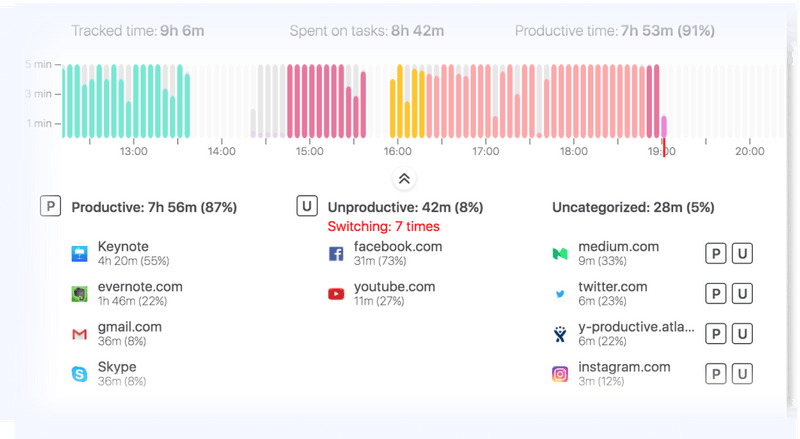 Tracked time: 9h 6m Spent on tasks: 8h 42m Productive time: 7h 53m (91%)
5 min
3 min
1 min
13:00 14:00 15:00 16:00 17:00 18:00 19:00 20:00
P Productive: 7h 56m (87%) U Unproductive: 42m (8%) Uncategorized: 28m (5%)
Switching: 7 times
Keynote facebook.com medium.com P U
4h 20m (55%) 31m (73%) 9m (33%)
evernote.com youtube.com twitter.com P U
1h 46m (22%) 11m (27%) 6m (23%)
gmail.com y-productive.atla... P U
36m (8%) 6m (22%)
Skype instagram.com P U
36m (8%) 3m (12%)